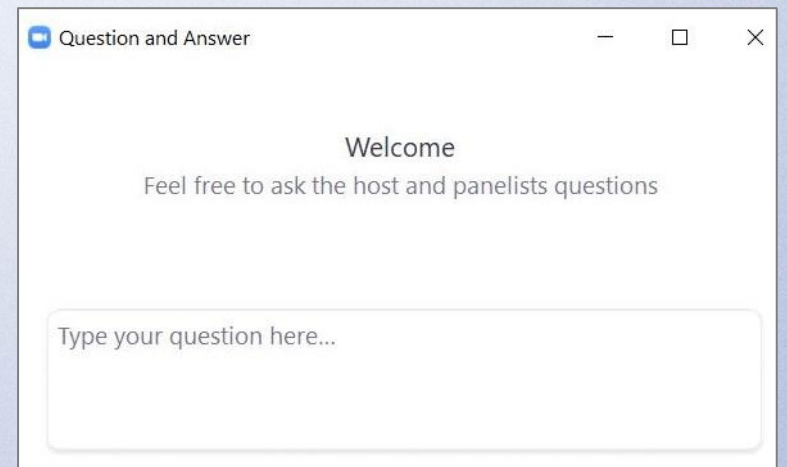 Question and Answer
Welcome
Feel free to ask the host and panelists questions
Type your question here...